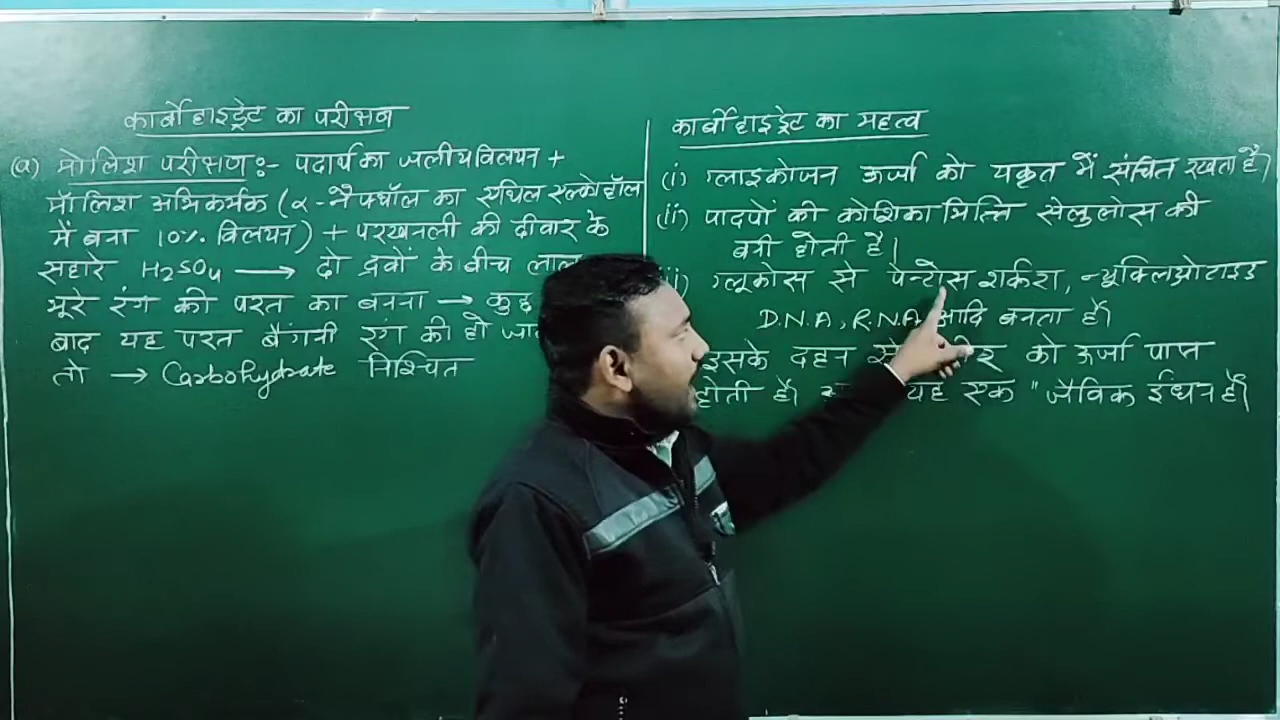 कार्बोहाइड्रेट का परीक्षण
(a) मोलिश परीक्षण :- पदार्थ का जलीय विलयन +
मॉलिश अभिकर्मक (α-नैफ्थॉल का एथिल एल्कोहॉल
में बना 10% विलयन) + परखनली की दीवार के
सहारे H₂SO₄ → दो द्रवों के बीच लाल
भूरे रंग की परत का बनना → कुछ
बाद यह परत बैंगनी रंग की हो
तो → Carbohydrate निश्चित
कार्बोहाइड्रेट का महत्व
(i) ग्लाइकोजन ऊर्जा को यकृत में संचित रखता है।
(ii) पादपों की कोशिका भित्ति सेलुलोस की
बनी होती है।
ग्लूकोस से पेन्टोस शर्करा, न्यूक्लिओटाइड
D.N.A, R.N.A आदि बनता है।
इसके दहन से को ऊर्जा प्राप्त
होती है। यह एक "जैविक ईंधन है।